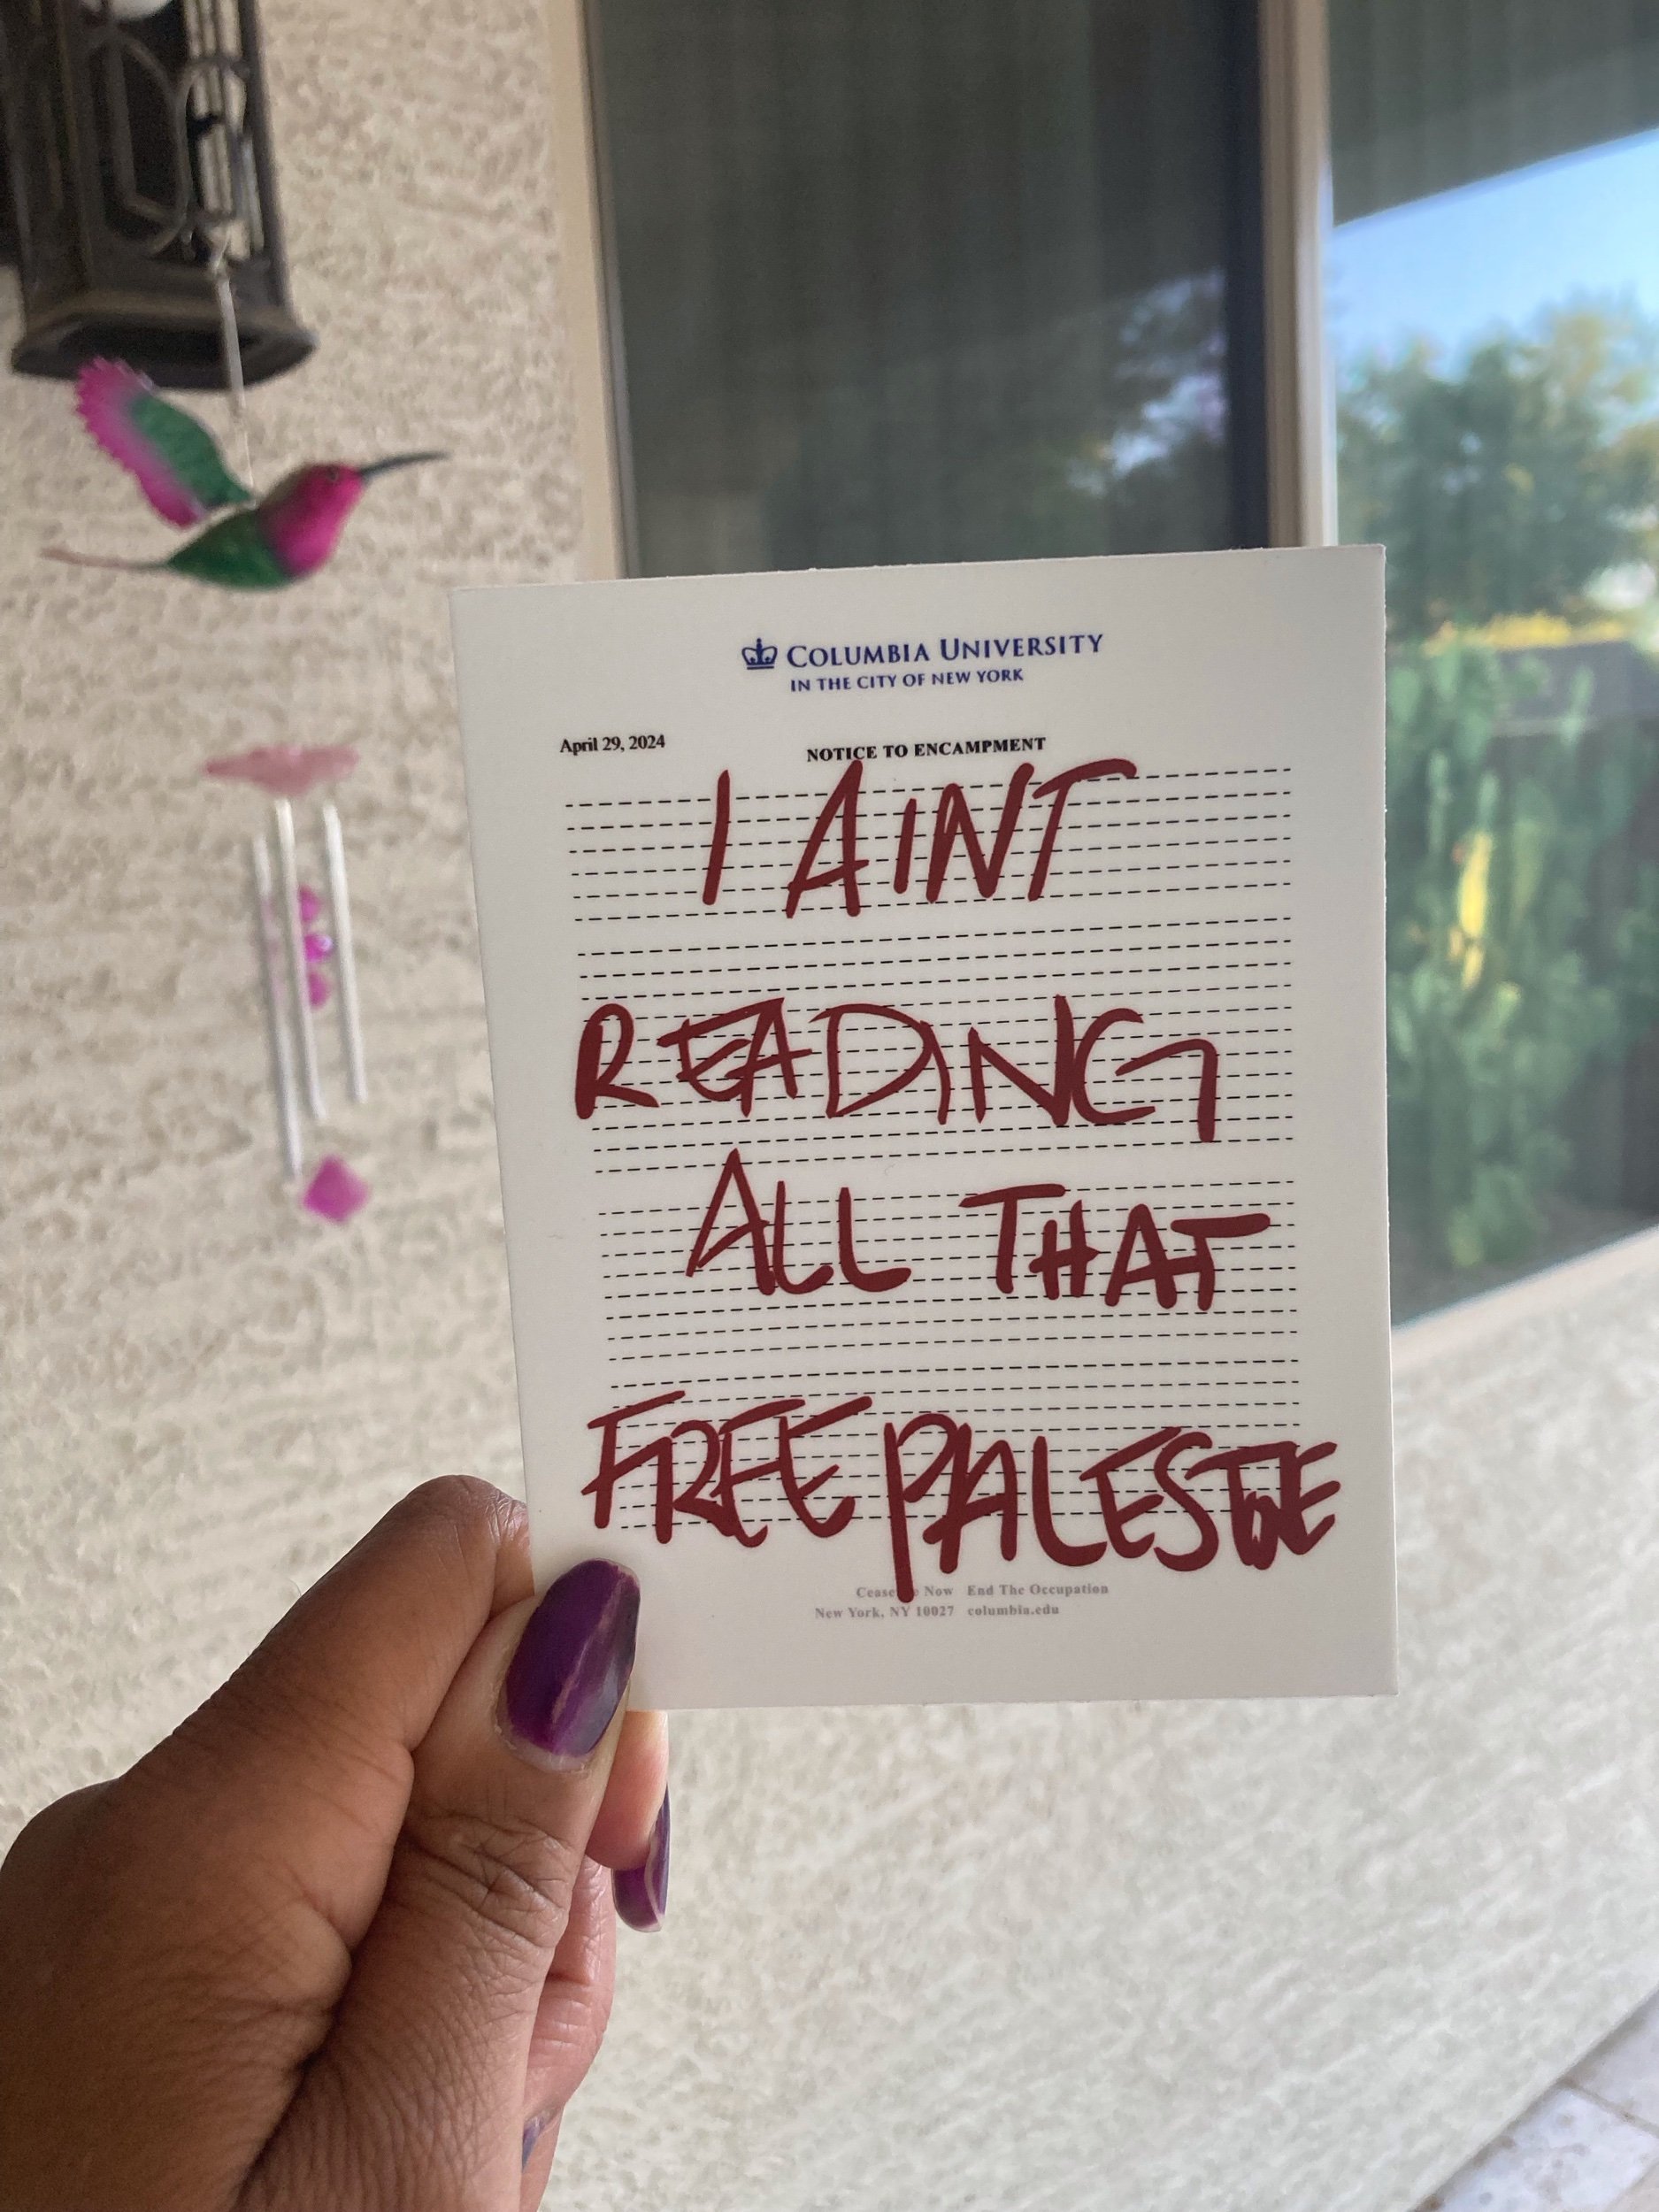 COLUMBIA UNIVERSITY
IN THE CITY OF NEW YORK
April 29, 2024
NOTICE TO ENCAMPMENT
I AINT
READING
ALL THAT
FREE PALESTINE
Cease Now End The Occupation
New York, NY 10027 columbia.edu